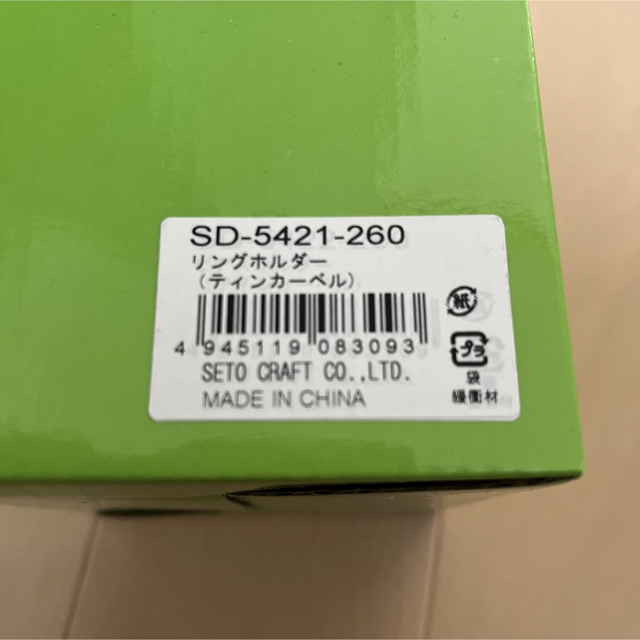 SD-5421-260
リングホルダー
(ティンカーベル)
4 945119 083093
SETO CRAFT CO.,LTD.
MADE IN CHINA
紙
プラ
袋
緩衝材